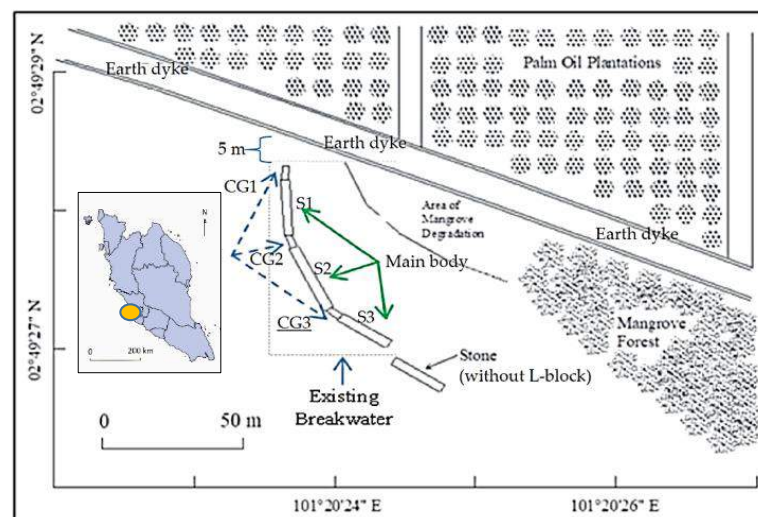 Palm Oil Plantations
Earth dyke
02°49'29" N
Earth dyke
5 m
CG1
S1
Area of
Mangrove
Degradation
Earth dyke
N
CG2
S2
Main body
CG3
S3
Mangrove
Forest
0 200 km
02°49'27" N
Stone
(without L-block)
Existing
Breakwater
0 50 m
101°20'24" E
101°20'26" E